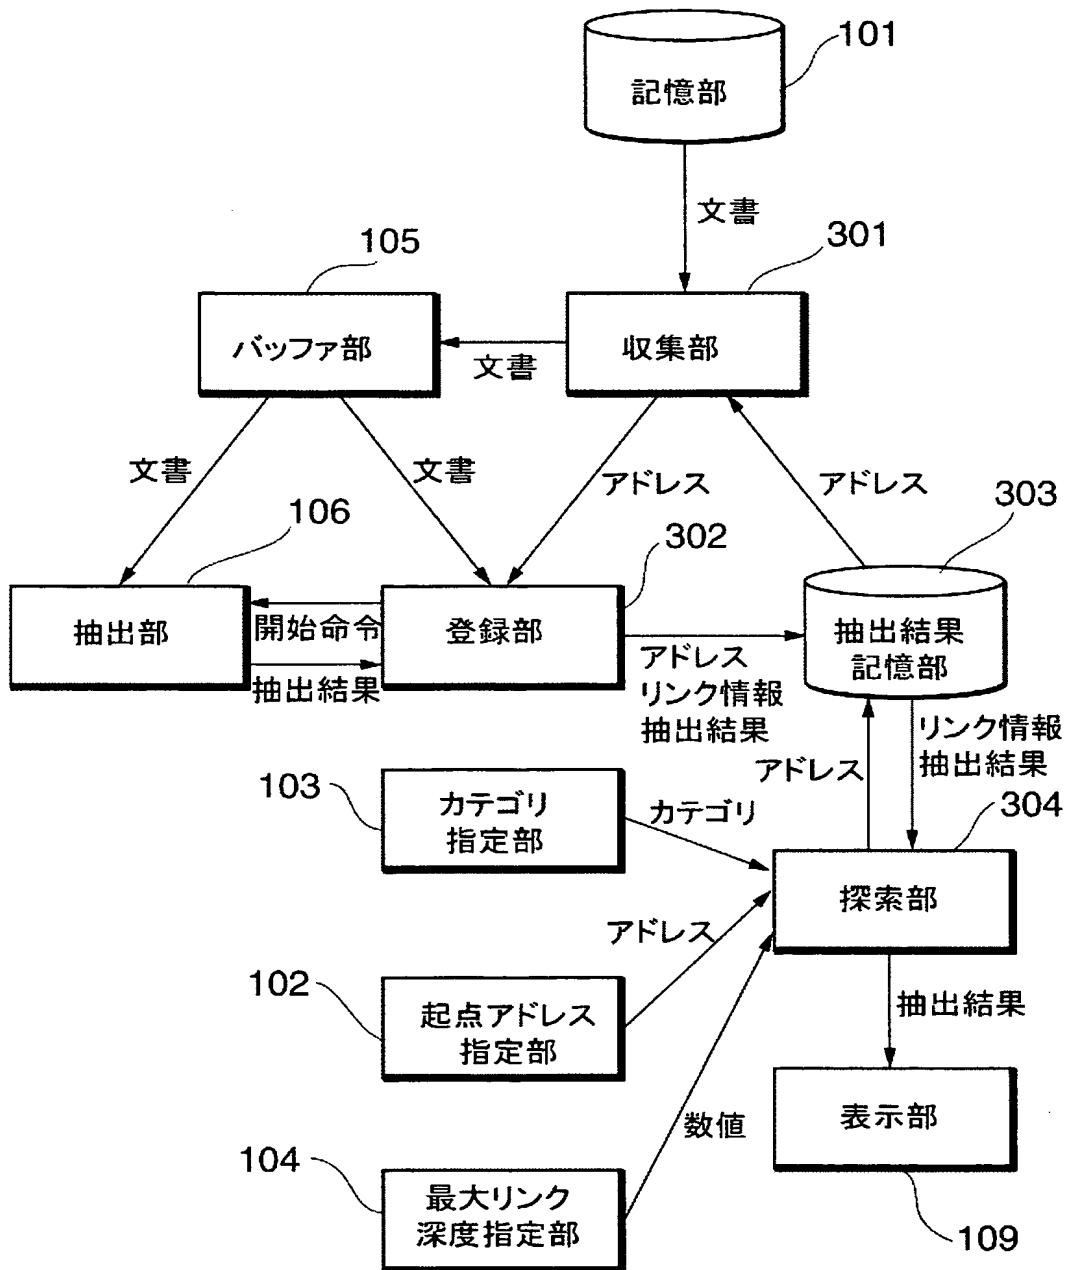 101
記憶部
文書
105
301
バッファ部
文書
収集部
文書
文書
アドレス
アドレス
106
302
303
抽出部
開始命令
抽出結果
登録部
アドレス
リンク情報
抽出結果
抽出結果
記憶部
アドレス
リンク情報
抽出結果
103
カテゴリ
指定部
カテゴリ
304
探索部
アドレス
102
起点アドレス
指定部
抽出結果
数値
表示部
104
最大リンク
深度指定部
109